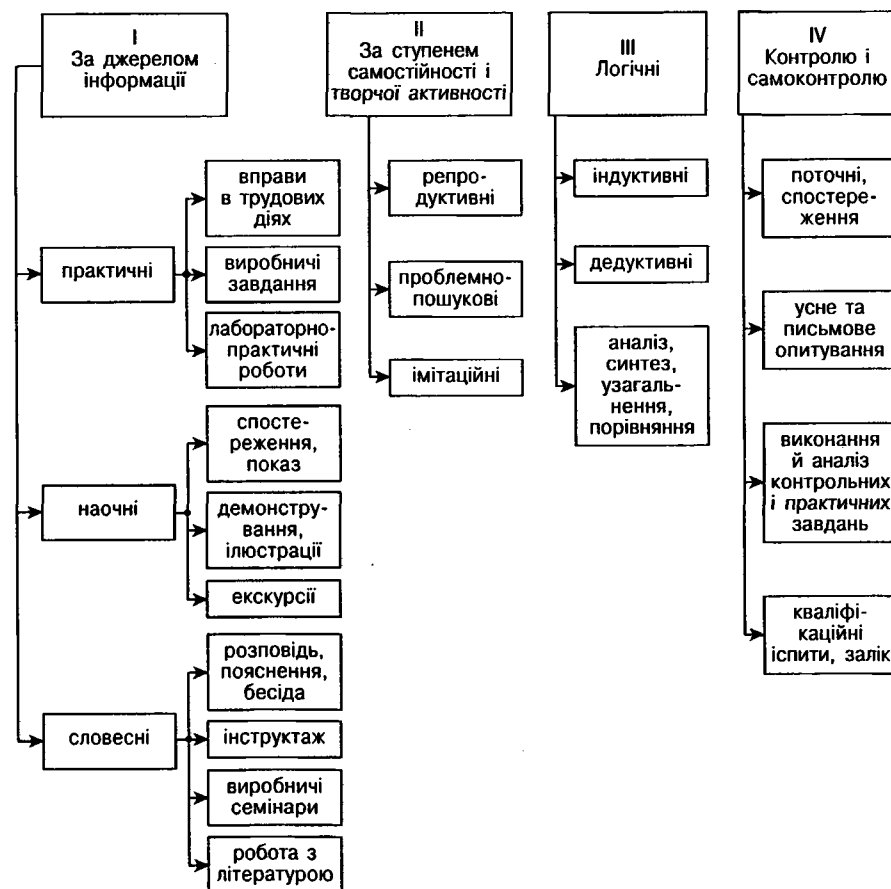 I
За джерелом
інформації
II
За ступенем
самостійності і
творчої активності
III
Логічні
IV
Контролю і
самоконтролю
практичні
вправи
в трудових
діях
виробничі
завдання
лабораторно-
практичні
роботи
наочні
спосте-
реження,
показ
демонстру-
вання,
ілюстрації
екскурсії
словесні
розповідь,
пояснення,
бесіда
інструктаж
виробничі
семінари
робота з
літературою
репро-
дуктивні
проблемно-
пошукові
імітаційні
індуктивні
дедуктивні
аналіз,
синтез,
узагаль-
нення,
порівняння
поточні,
спостере-
ження
усне та
письмове
опитування
виконання
й аналіз
контрольних
і практичних
завдань
кваліфі-
каційні
іспити, залік